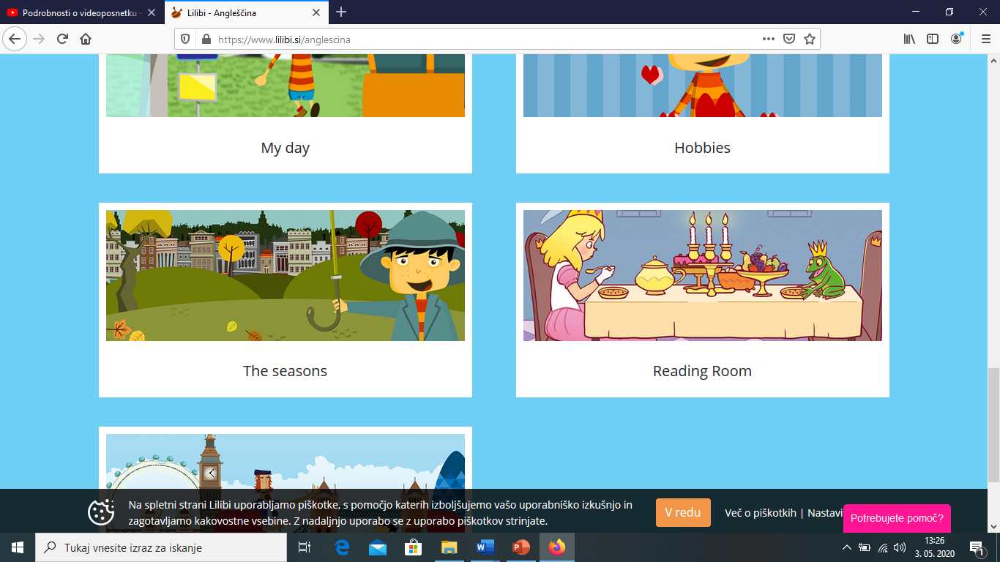 Podrobnosti o videoposnetku -
Lilibi - Angleščina
https://www.lilibi.si/anglescina
My day
Hobbies
The seasons
Reading Room
Na spletni strani Lilibi uporabljamo piškotke, s pomočjo katerih izboljšujemo vašo uporabniško izkušnjo in
zagotavljamo kakovostne vsebine. Z nadaljnjo uporabo se z uporabo piškotkov strinjate.
V redu
Več o piškotkih | Nastavi
Potrebujete pomoč?
Tukaj vnesite izraz za iskanje
13:26
3. 05. 2020
1